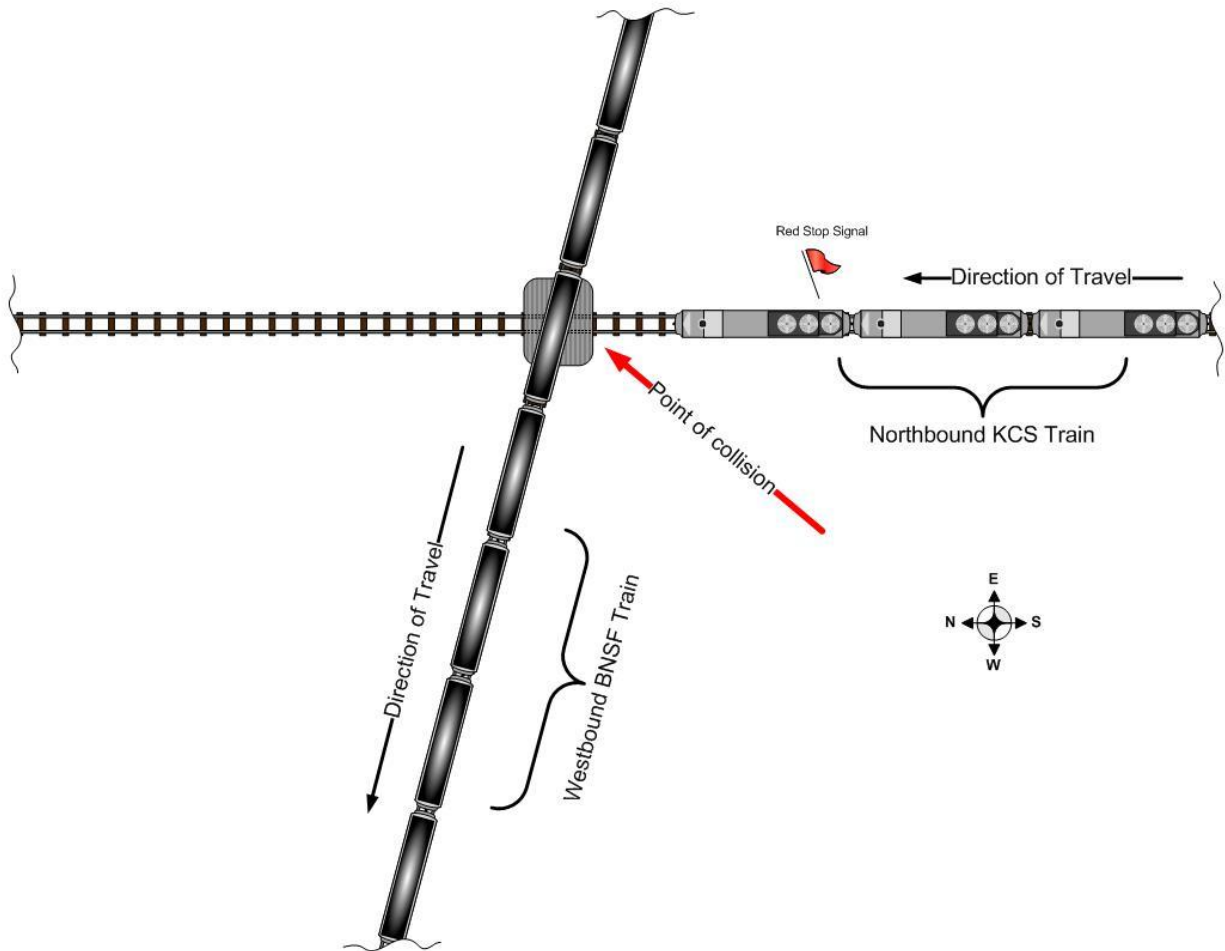 Red Stop Signal
Direction of Travel
Northbound KCS Train
Point of collision
Direction of Travel
Westbound BNSF Train
E
N
S
W